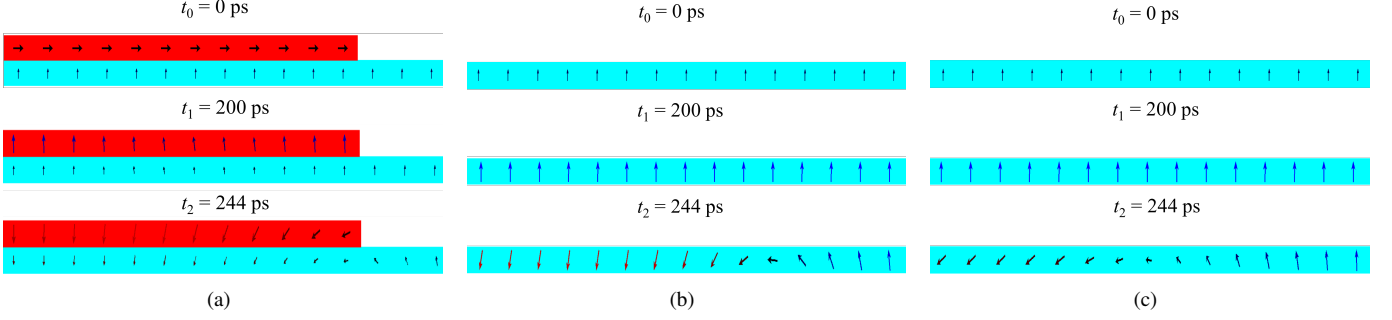 t₀ = 0 ps
t₁ = 200 ps
t₂ = 244 ps
(a)
t₀ = 0 ps
t₁ = 200 ps
t₂ = 244 ps
(b)
t₀ = 0 ps
t₁ = 200 ps
t₂ = 244 ps
(c)